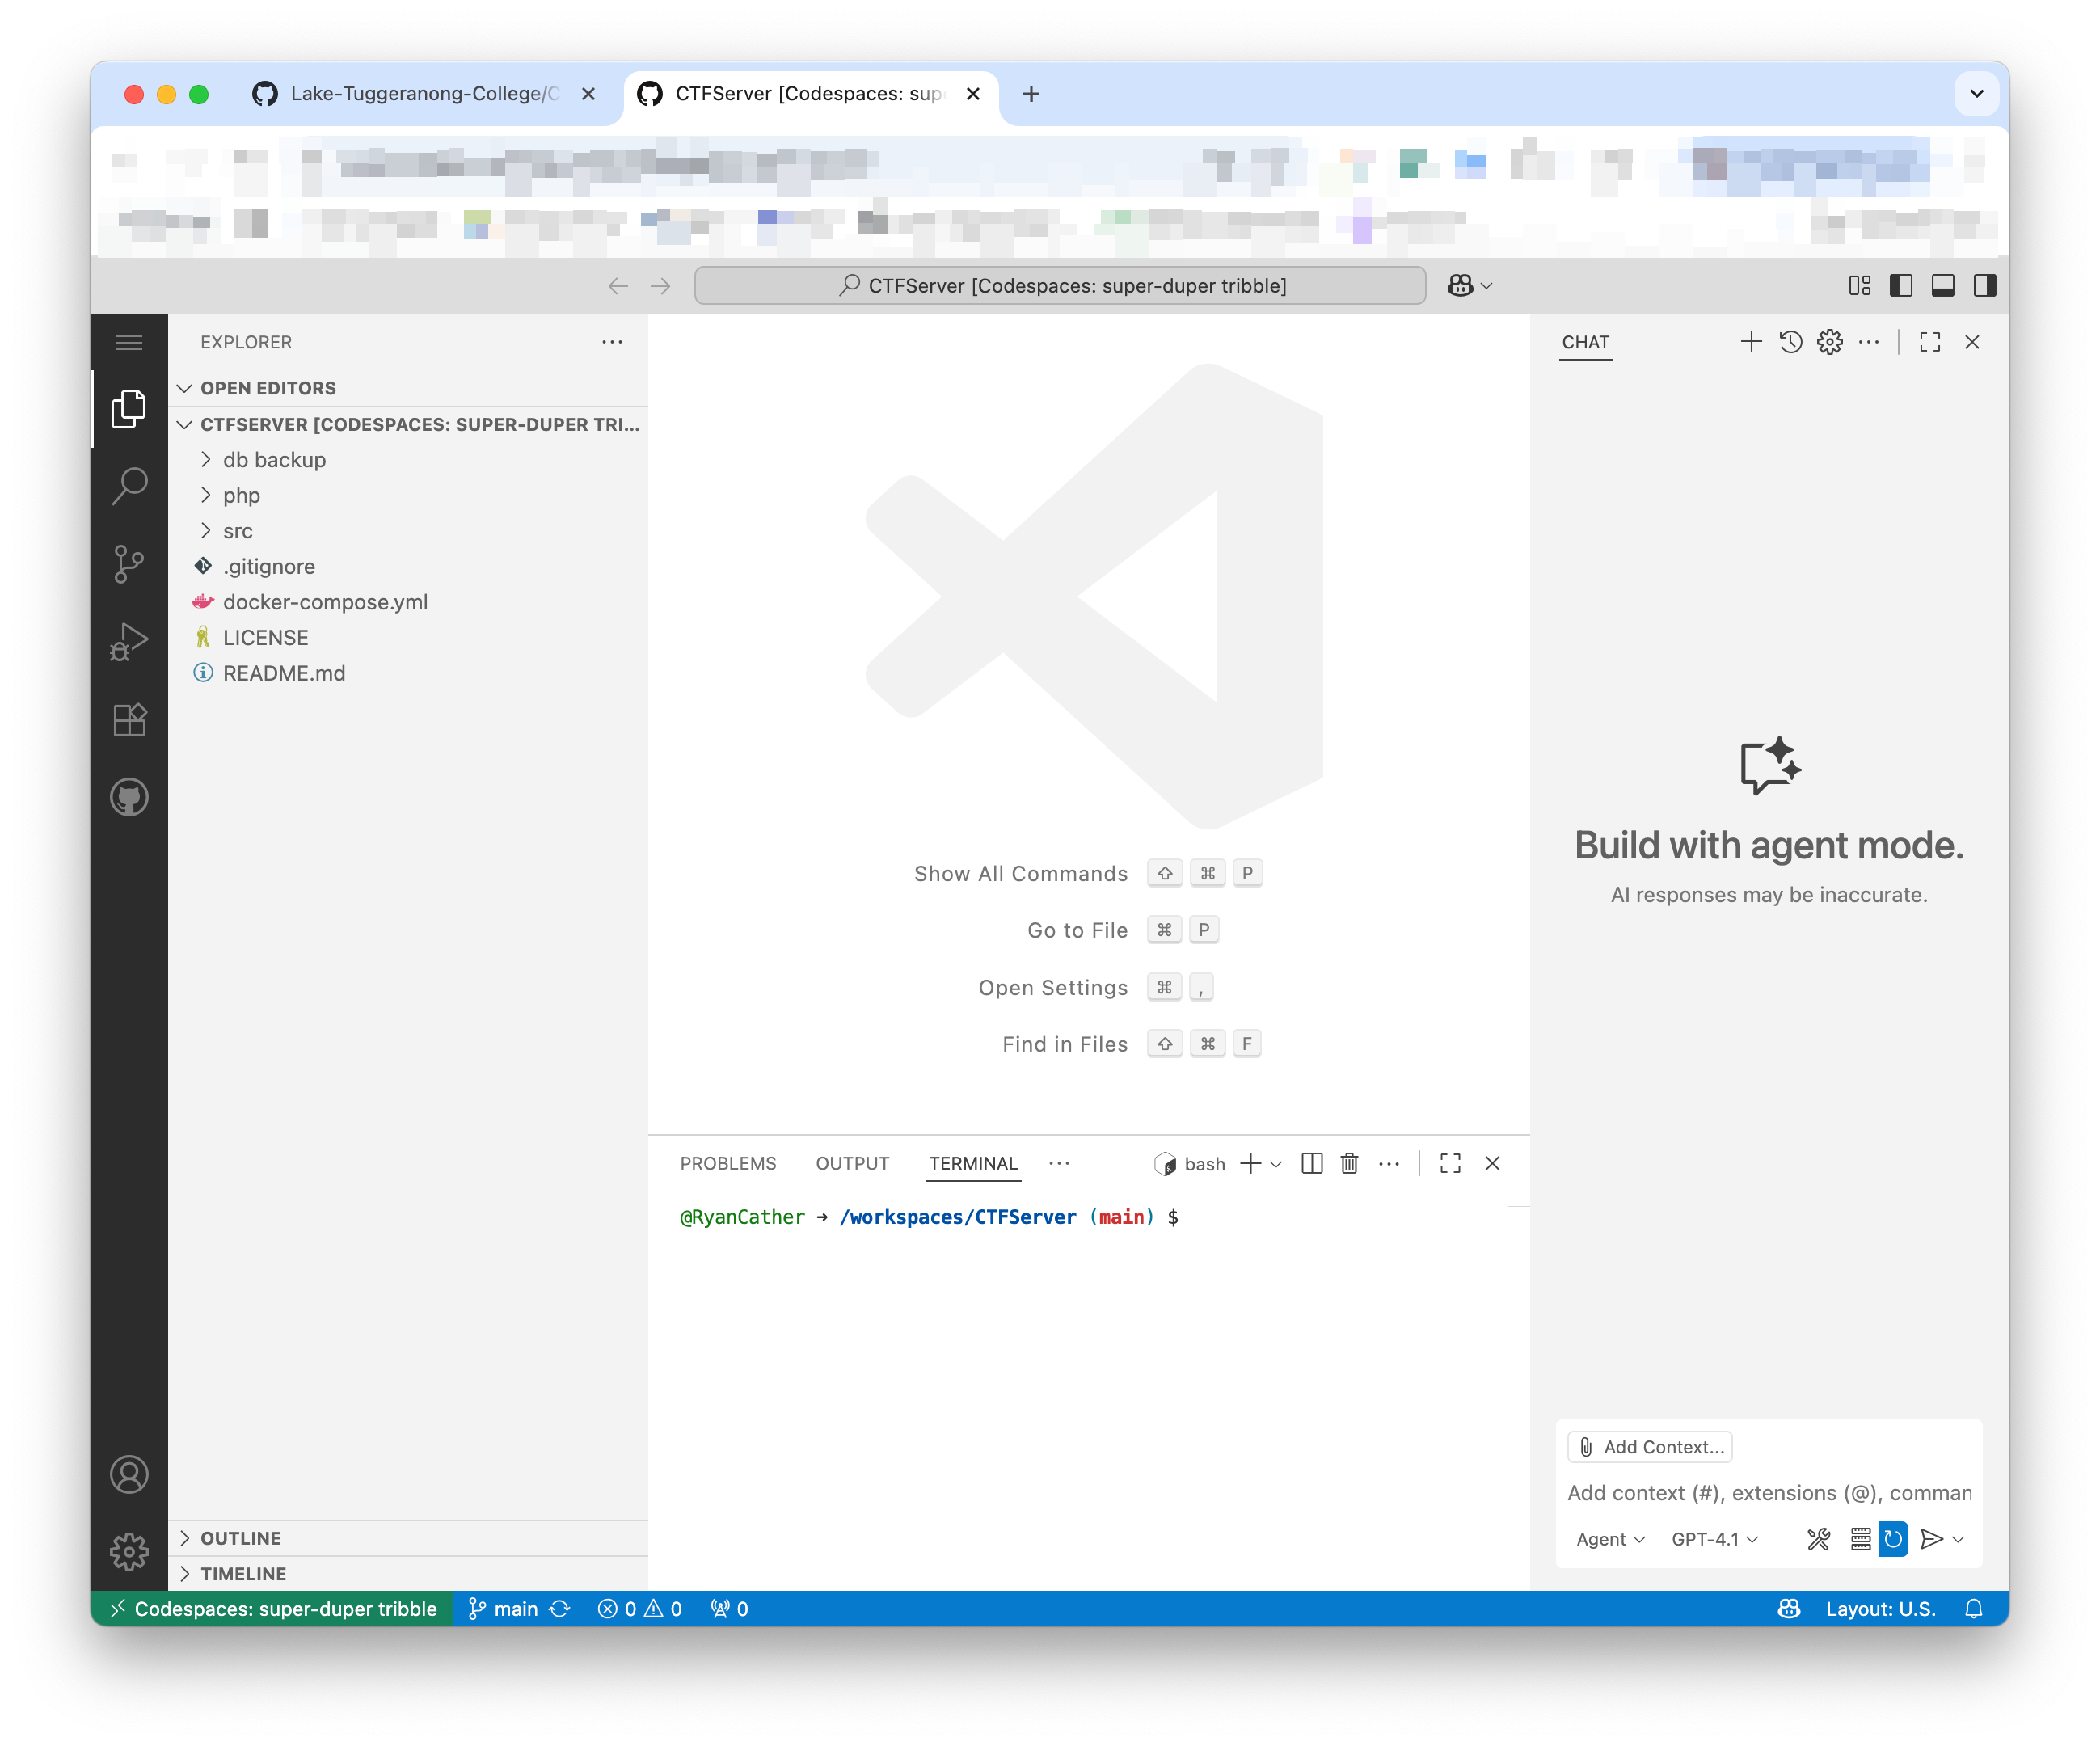 Lake-Tuggeranong-College/C
CTFServer [Codespaces: sup
CTFServer [Codespaces: super-duper tribble]
EXPLORER
OPEN EDITORS
CTFSERVER [CODESPACES: SUPER-DUPER TRI...
db backup
php
src
.gitignore
docker-compose.yml
LICENSE
README.md
OUTLINE
TIMELINE
Show All Commands ⇧ ⌘ P
Go to File ⌘ P
Open Settings ⌘ ,
Find in Files ⇧ ⌘ F
PROBLEMS OUTPUT TERMINAL ··· bash
@RyanCather ➜ /workspaces/CTFServer (main) $
CHAT
Build with agent mode.
AI responses may be inaccurate.
Add Context...
Add context (#), extensions (@), comman
Agent GPT-4.1
Codespaces: super-duper tribble main 0 0 0 Layout: U.S.